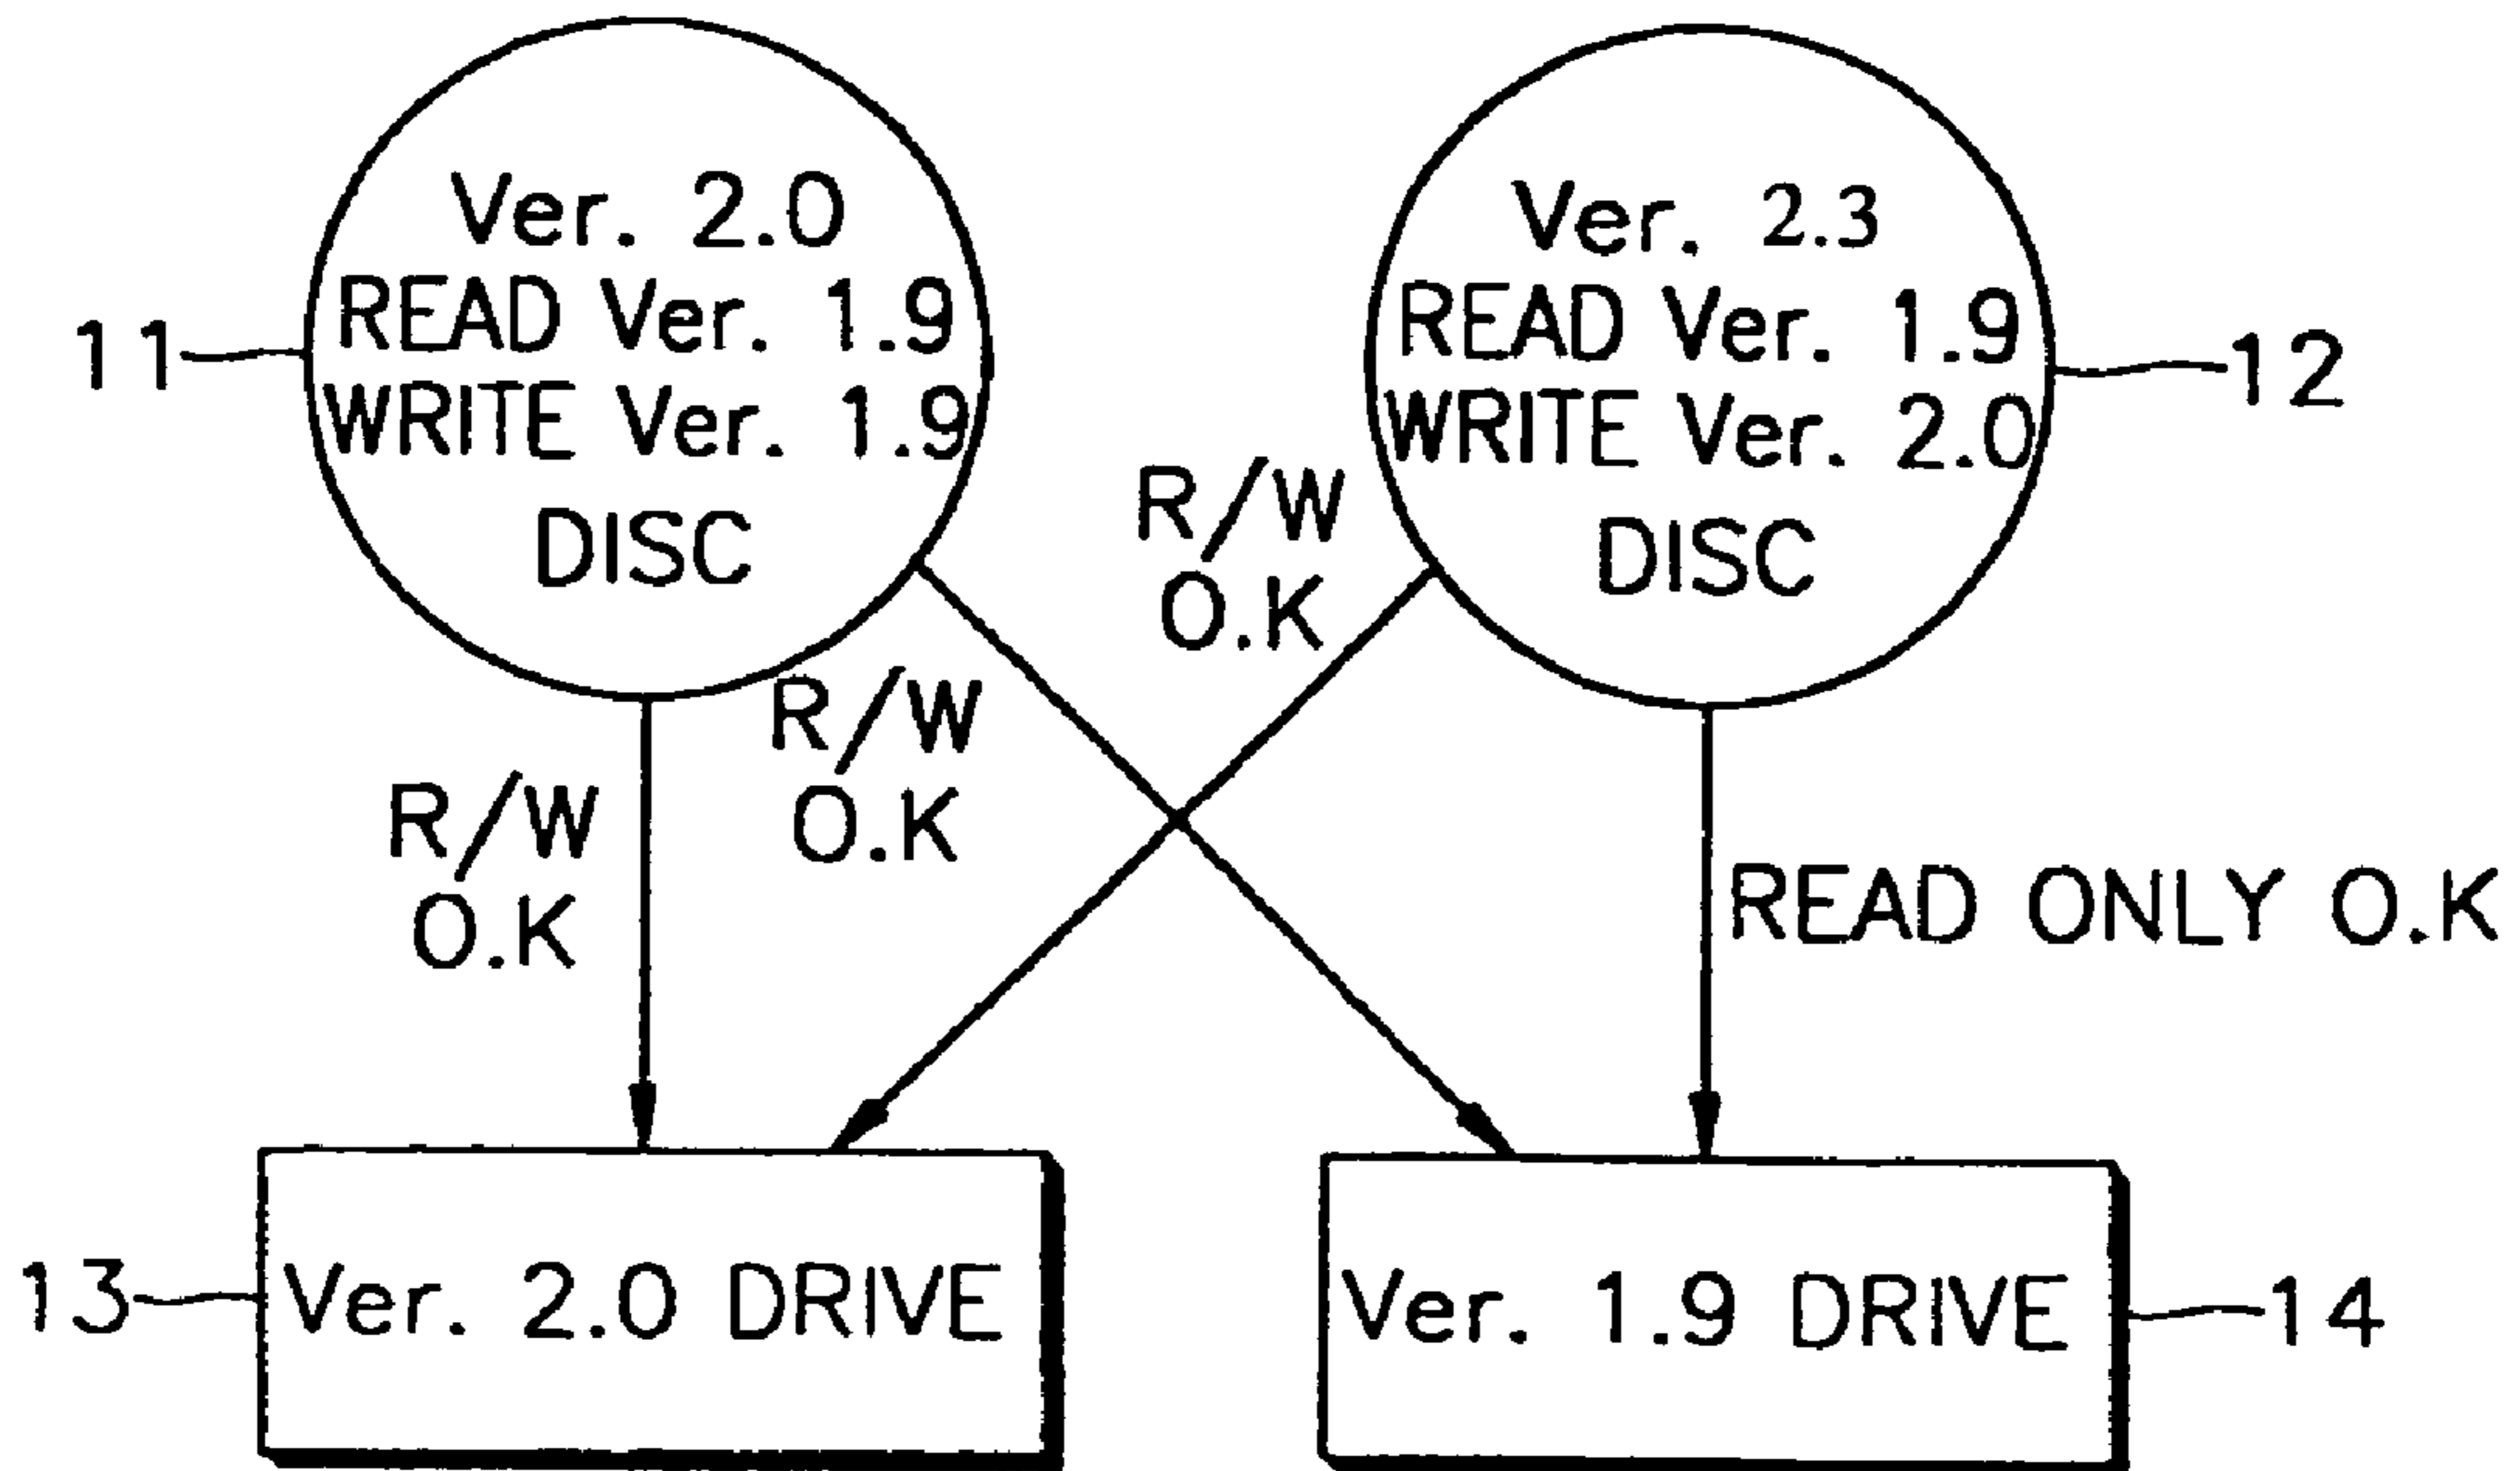 Ver. 2.0
READ Ver. 1.9
WRITE Ver. 1.9
DISC
11
Ver. 2.3
READ Ver. 1.9
WRITE Ver. 2.0
DISC
12
R/W
O.K
R/W
O.K
R/W
O.K
READ ONLY O.K
13
Ver. 2.0 DRIVE
Ver. 1.9 DRIVE
14